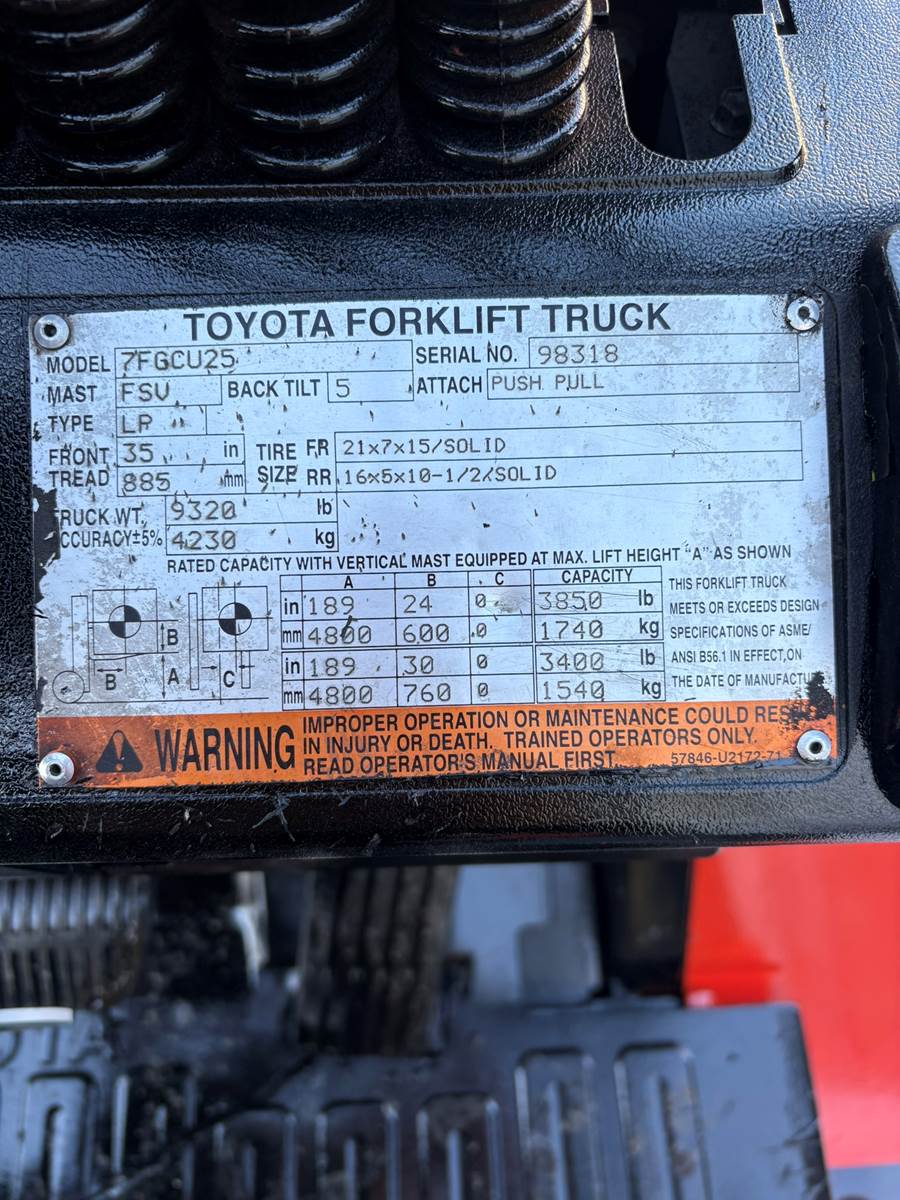 TOYOTA FORKLIFT TRUCK
MODEL 7FGCU25 SERIAL NO. 98318
MAST FSV BACK TILT 5 ATTACH PUSH PULL
TYPE LP
FRONT TREAD 35 in TIRE SIZE FR 21x7x15/SOLID
885 mm RR 16x5x10-1/2/SOLID
TRUCK WT. 9320 lb
ACCURACY±5% 4230 kg
RATED CAPACITY WITH VERTICAL MAST EQUIPPED AT MAX. LIFT HEIGHT "A" AS SHOWN
A B C CAPACITY
in 189 24 0 3850 lb
mm 4800 600 0 1740 kg
in 189 30 0 3400 lb
mm 4800 760 0 1540 kg
B
B A C
THIS FORKLIFT TRUCK
MEETS OR EXCEEDS DESIGN
SPECIFICATIONS OF ASME/
ANSI B56.1 IN EFFECT,ON
THE DATE OF MANUFACTU
WARNING
IMPROPER OPERATION OR MAINTENANCE COULD RES
IN INJURY OR DEATH. TRAINED OPERATORS ONLY.
READ OPERATOR'S MANUAL FIRST.
57846-U2172-71